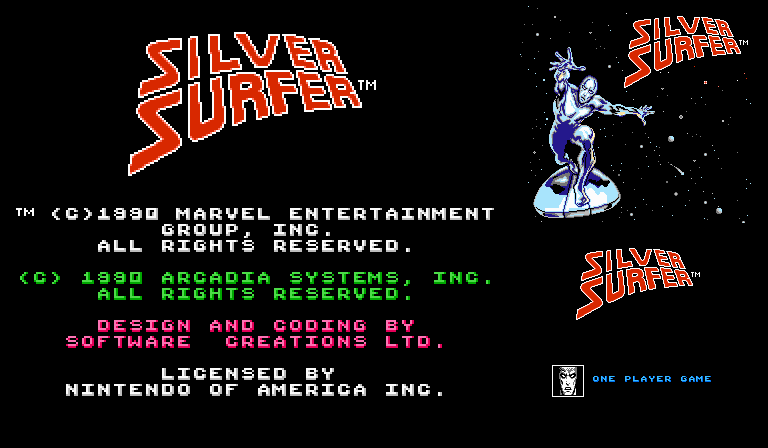 SILVER
SURFER™
™ (C)1990 MARVEL ENTERTAINMENT
GROUP, INC.
ALL RIGHTS RESERVED.
(C) 1990 ARCADIA SYSTEMS, INC.
ALL RIGHTS RESERVED.
DESIGN AND CODING BY
SOFTWARE CREATIONS LTD.
LICENSED BY
NINTENDO OF AMERICA INC.
SILVER
SURFER™
SILVER
SURFER™
ONE PLAYER GAME